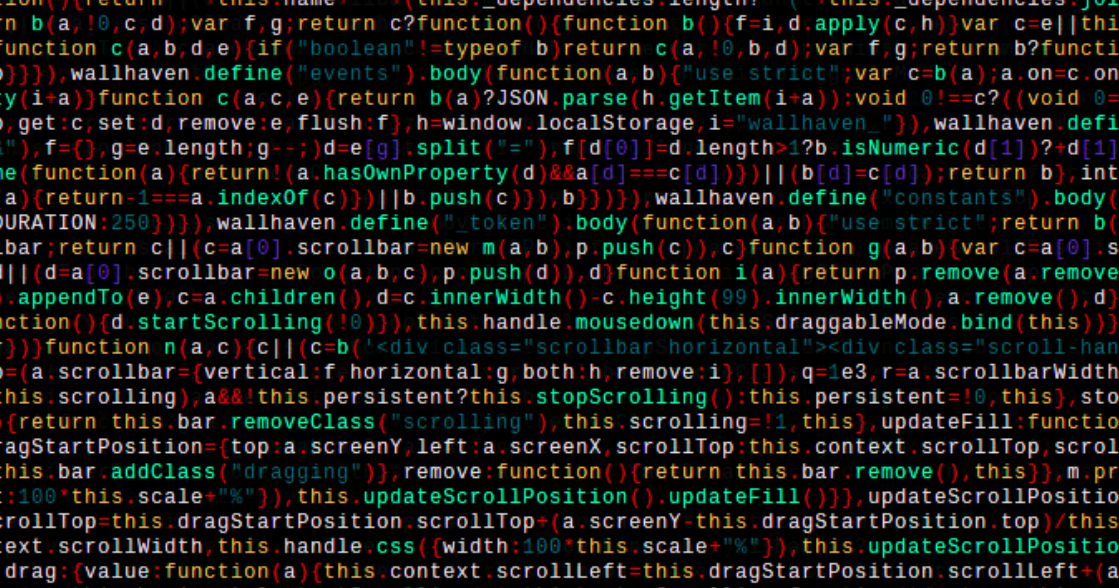 b(a,!0,c,d);var f,g;return c?function(){function b(){f=i,d.apply(c,h)}var c=e||this
function c(a,b,d,e){if("boolean"!=typeof b)return c(a,!0,b,d);var f,g;return b?functi
}}}),wallhaven.define("events").body(function(a,b){"use strict";var c=b(a);a.on=c.on
ty(i+a)}function c(a,c,e){return b(a)?JSON.parse(h.getItem(i+a)):void 0!==c?((void 0=
,get:c,set:d,remove:e,flush:f},h=window.localStorage,i="wallhaven_"}),wallhaven.defi
"),f={},g=e.length;g--;)d=e[g].split("="),f[d[0]]=d.length>1?b.isNumeric(d[1])?+d[1]
ne(function(a){return!(a.hasOwnProperty(d)&&a[d]===c[d])})||(b[d]=c[d]);return b},int
a){return-1===a.indexOf(c)})||b.push(c)}),b}})}),wallhaven.define("constants").body(
DURATION:250})}),wallhaven.define("_token").body(function(a,b){"use strict";return b(
lbar;return c||(c=a[0].scrollbar=new m(a,b),p.push(c)),c}function g(a,b){var c=a[0].s
||(d=a[0].scrollbar=new o(a,b,c),p.push(d)),d}function i(a){return p.remove(a.remove
.appendTo(e),c=a.children(),d=c.innerWidth()-c.height(99).innerWidth(),a.remove(),d}
nction(){d.startScrolling(!0)}),this.handle.mousedown(this.draggableMode.bind(this))}
})}function n(a,c){c||(c=b('<div class="scrollbar horizontal"><div class="scroll-han
=(a.scrollbar={vertical:f,horizontal:g,both:h,remove:i},[]),q=1e3,r=a.scrollbarWidth
this.scrolling),a&&!this.persistent?this.stopScrolling():this.persistent=!0,this},sto
{return this.bar.removeClass("scrolling"),this.scrolling=!1,this},updateFill:functio
ragStartPosition={top:a.screenY,left:a.screenX,scrollTop:this.context.scrollTop,scrol
this.bar.addClass("dragging")},remove:function(){return this.bar.remove(),this}},m.pr
:100*this.scale+"%"}),this.updateScrollPosition().updateFill()}},updateScrollPositio
crollTop=this.dragStartPosition.scrollTop+(a.screenY-this.dragStartPosition.top)/this
text.scrollWidth,this.handle.css({width:100*this.scale+"%"}),this.updateScrollPositio
drag:{value:function(a){this.context.scrollLeft=this.dragStartPosition.scrollLeft+(a